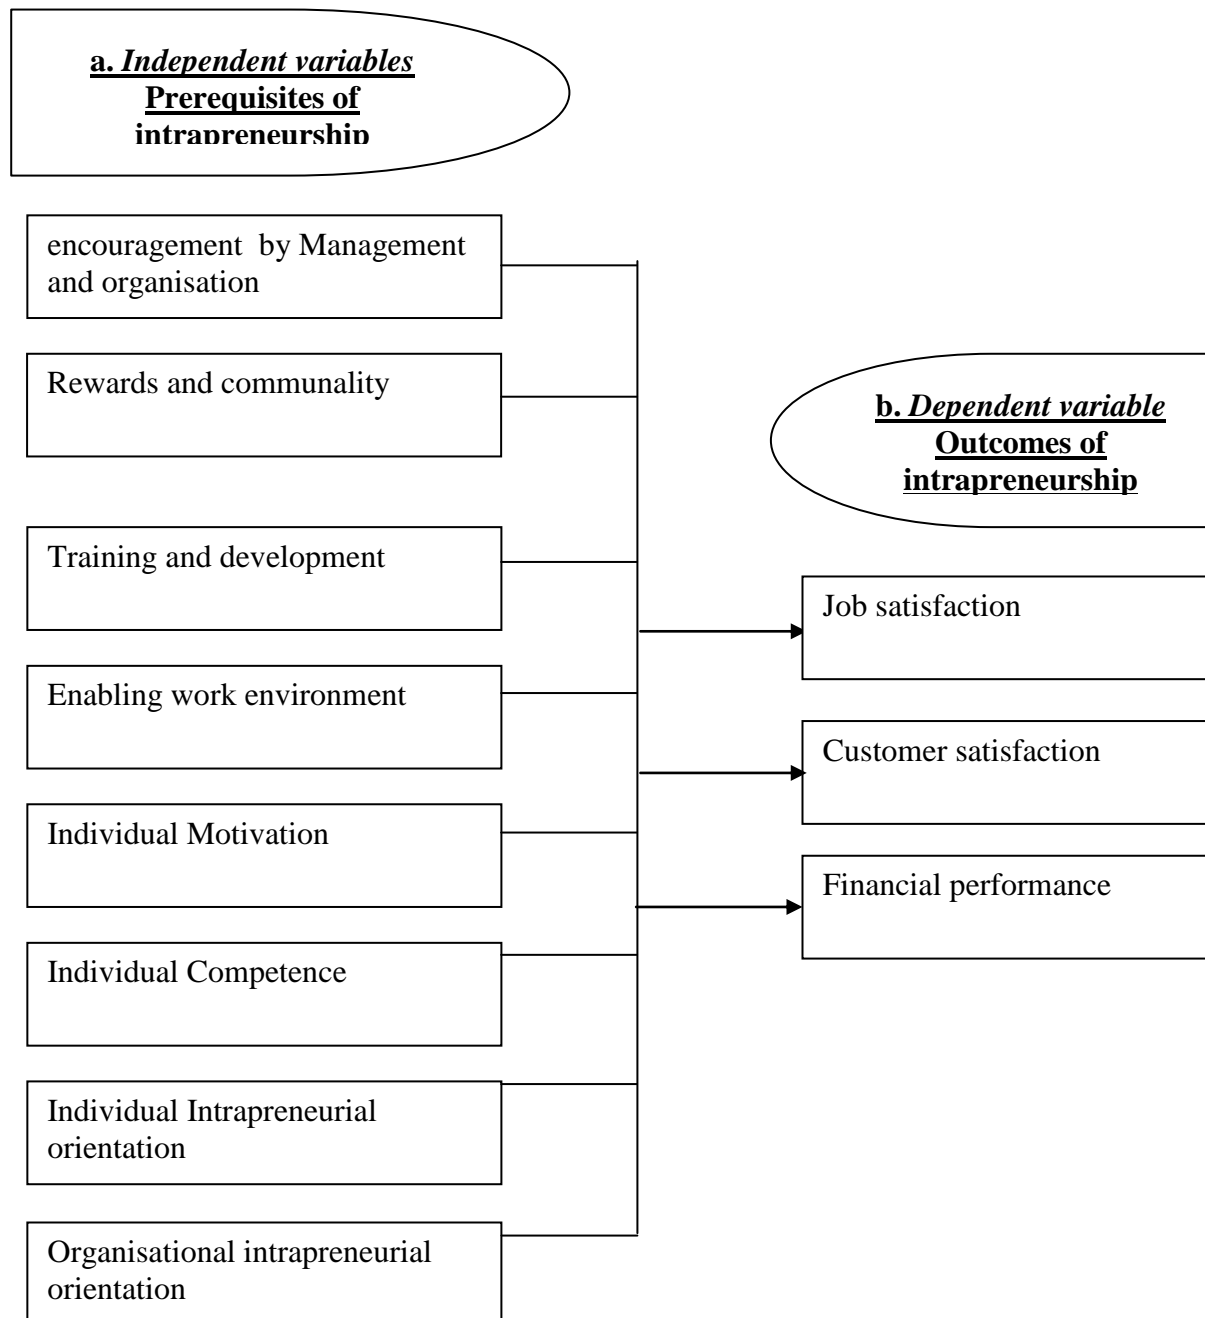 a. Independent variables
Prerequisites of
intrapreneurship
encouragement  by Management
and organisation
Rewards and communality
Training and development
Enabling work environment
Individual Motivation
Individual Competence
Individual Intrapreneurial
orientation
Organisational intrapreneurial
orientation
b. Dependent variable
Outcomes of
intrapreneurship
Job satisfaction
Customer satisfaction
Financial performance